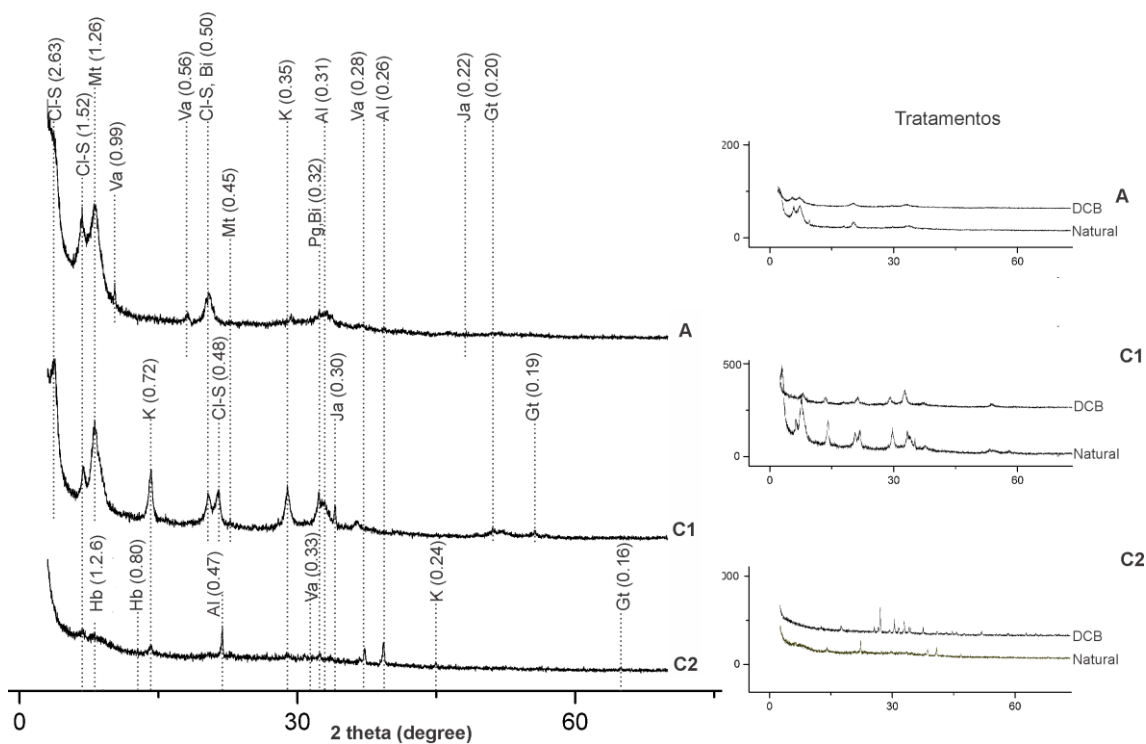 Cl-S (2.63)
Cl-S (1.52)
Mt (1.26)
Va (0.99)
Va (0.56)
Cl-S, Bi (0.50)
Mt (0.45)
K (0.35)
Pg,Bi (0.32)
Al (0.31)
Va (0.28)
Al (0.26)
Ja (0.22)
Gt (0.20)
A
K (0.72)
Cl-S (0.48)
Ja (0.30)
Gt (0.19)
C1
Hb (1.2.6)
Hb (0.80)
Al (0.47)
Va (0.33)
K (0.24)
Gt (0.16)
C2
0
30
60
2 theta (degree)
Tratamentos
200
0
A
DCB
Natural
0
30
60
C1
500
0
DCB
Natural
0
30
60
C2
000
0
DCB
Natural
0
30
60